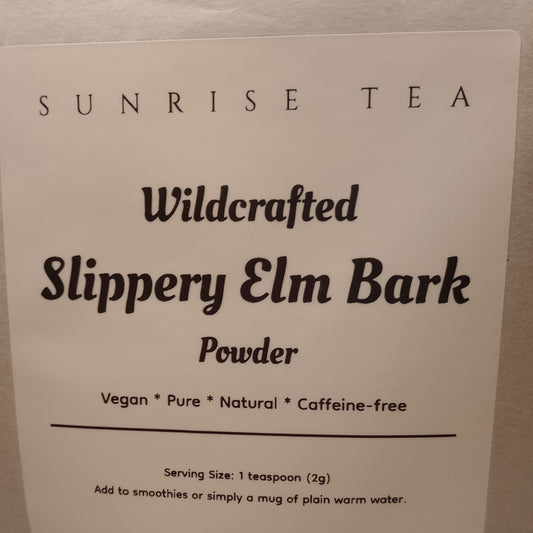 SUNRISE TEA
Wildcrafted
Slippery Elm Bark
Powder
Vegan * Pure * Natural * Caffeine-free
Serving Size: 1 teaspoon (2g)
Add to smoothies or simply a mug of plain warm water.